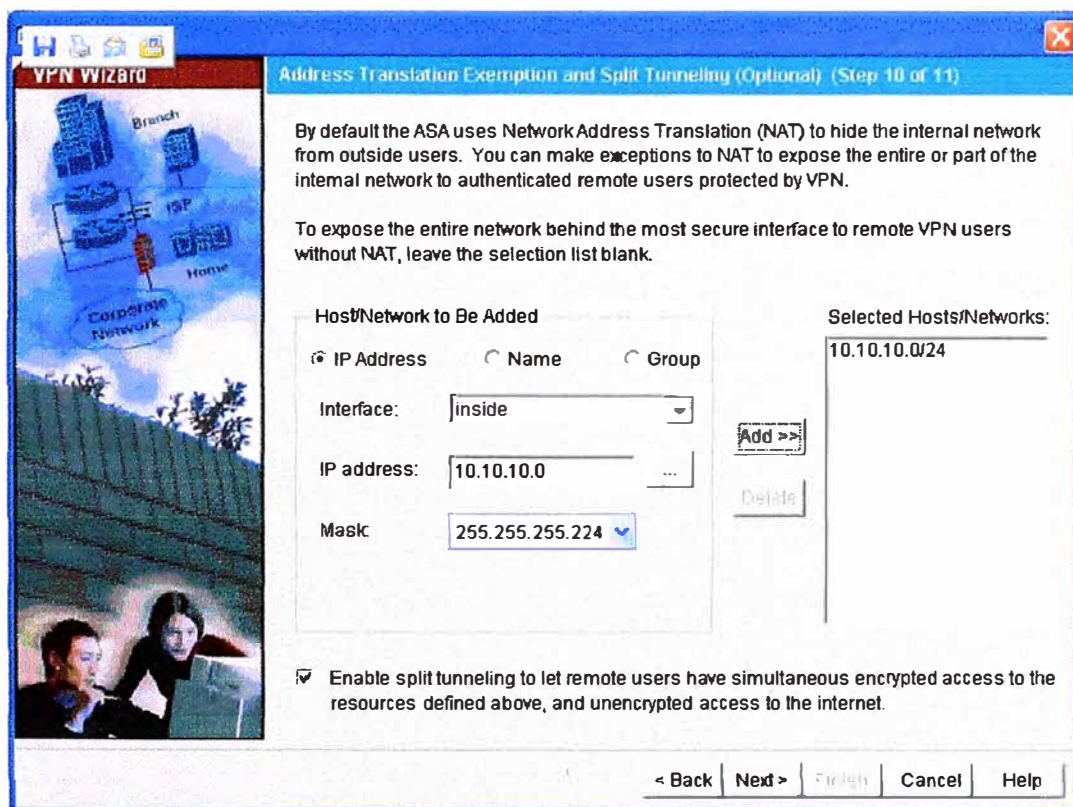 VPN Wizard
Address Translation Exemption and Split Tunneling (Optional) (Step 10 of 11)
Branch
ISP
Home
Corporate
Network
By default the ASA uses Network Address Translation (NAT) to hide the internal network
from outside users. You can make exceptions to NAT to expose the entire or part of the
internal network to authenticated remote users protected by VPN.
To expose the entire network behind the most secure interface to remote VPN users
without NAT, leave the selection list blank.
Host/Network to Be Added
IP Address
Name
Group
Interface:
inside
IP address:
10.10.10.0
...
Mask:
255.255.255.224
Add >>
Delete
Selected Hosts/Networks:
10.10.10.0/24
Enable split tunneling to let remote users have simultaneous encrypted access to the
resources defined above, and unencrypted access to the internet.
< Back
Next >
Finish
Cancel
Help